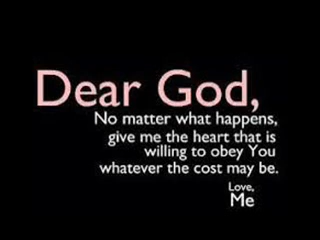 Dear God,
No matter what happens,
give me the heart that is
willing to obey You
whatever the cost may be.
Love,
Me